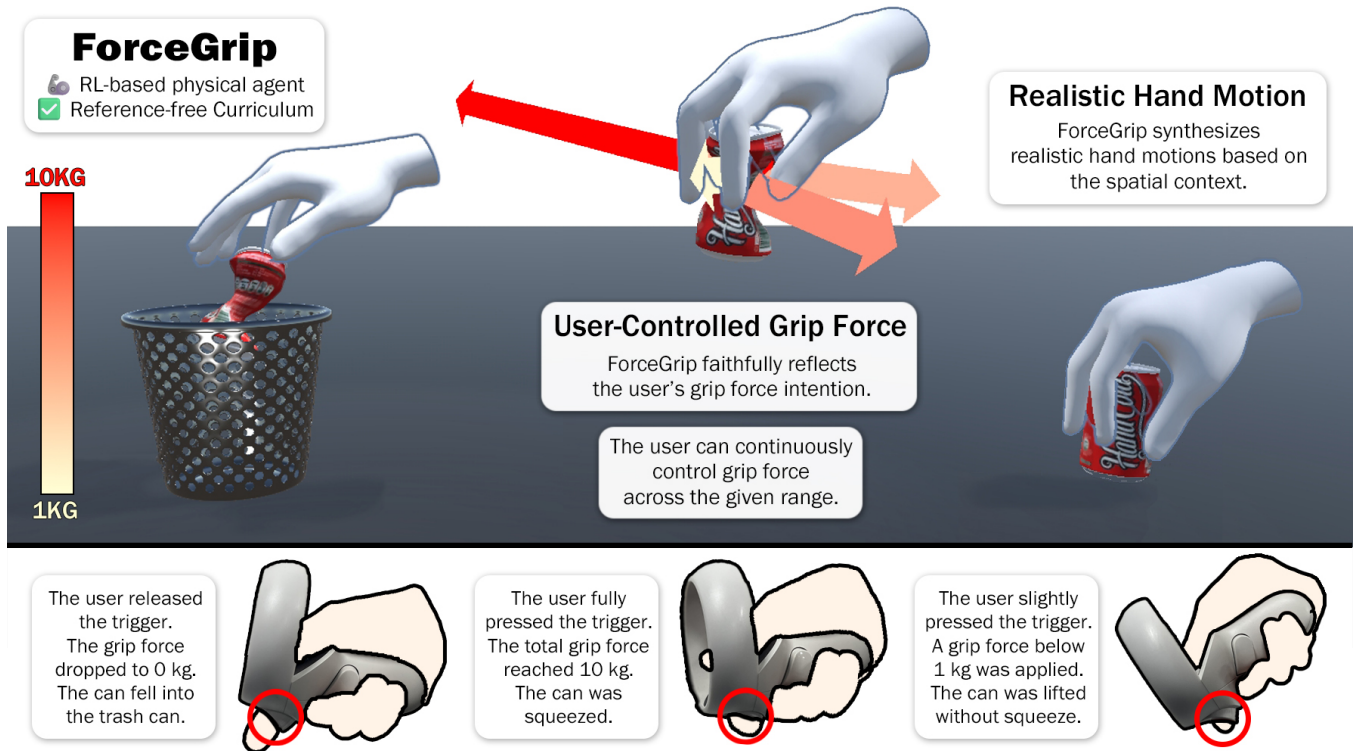 ForceGrip
RL-based physical agent
Reference-free Curriculum
10KG
1KG
Realistic Hand Motion
ForceGrip synthesizes
realistic hand motions based on
the spatial context.
User-Controlled Grip Force
ForceGrip faithfully reflects
the user's grip force intention.
The user can continuously
control grip force
across the given range.
The user released
the trigger.
The grip force
dropped to 0 kg.
The can fell into
the trash can.
The user fully
pressed the trigger.
The total grip force
reached 10 kg.
The can was
squeezed.
The user slightly
pressed the trigger.
A grip force below
1 kg was applied.
The can was lifted
without squeeze.